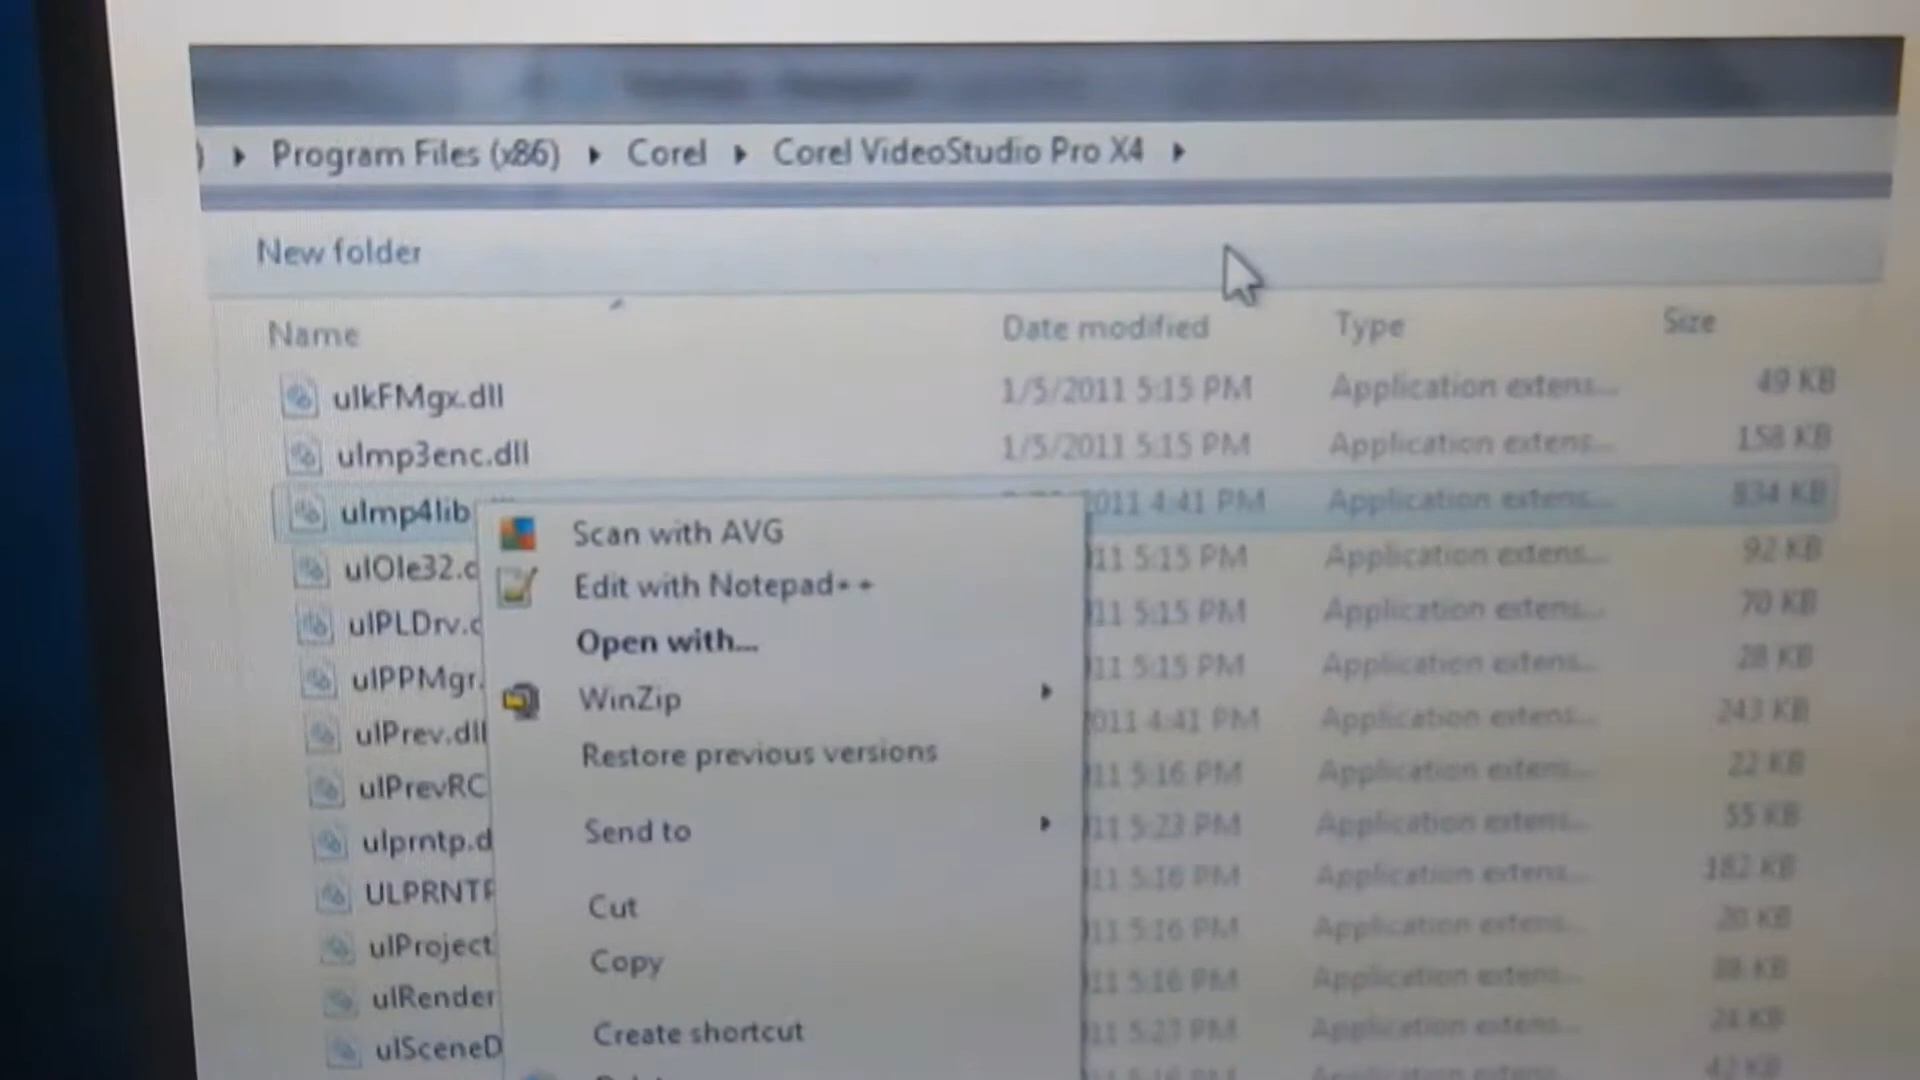 ) ▸ Program Files (x86) ▸ Corel ▸ Corel VideoStudio Pro X4 ▸
New folder
Name Date modified Type Size
ulkFMgx.dll 1/5/2011 5:15 PM Application extens... 49 KB
ulmp3enc.dll 1/5/2011 5:15 PM Application extens... 158 KB
ulmp4lib 2011 4:41 PM Application extens... 834 KB
Scan with AVG
ulOle32.d 11 5:15 PM Application extens... 92 KB
Edit with Notepad++
ulPLDrv.d 11 5:15 PM Application extens... 70 KB
Open with...
ulPPMgr. 11 5:15 PM Application extens... 28 KB
WinZip
ulPrev.dll 2011 4:41 PM Application extens... 243 KB
Restore previous versions
ulPrevRC 11 5:16 PM Application extens... 22 KB
Send to
ulprntp.d 11 5:23 PM Application extens... 55 KB
ULPRNTP 11 5:16 PM Application extens... 182 KB
Cut
ulProject 11 5:16 PM Application extens... 20 KB
Copy
ulRender 11 5:16 PM Application extens... 88 KB
Create shortcut
ulSceneD 11 5:23 PM Application extens... 24 KB